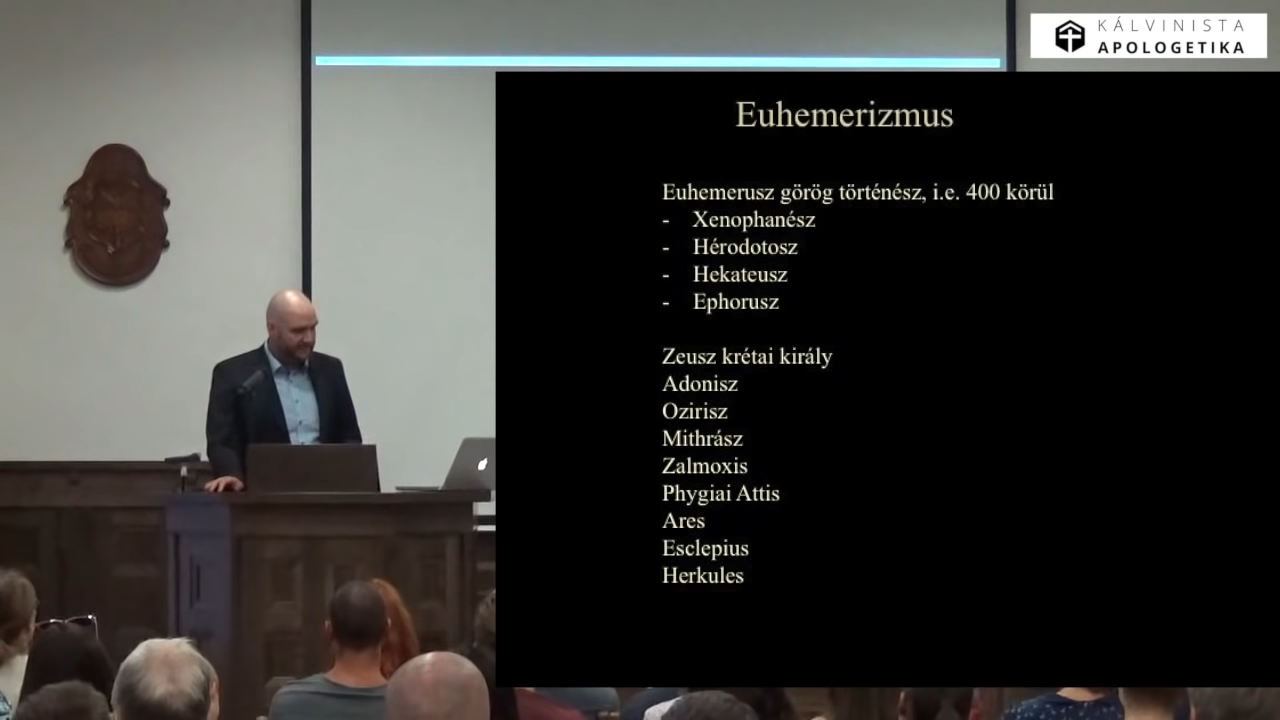 KÁLVINISTA
APOLOGETIKA
Euhemerizmus
Euhemerusz görög történész, i.e. 400 körül
- Xenophanész
- Hérodotosz
- Hekateusz
- Ephorusz
Zeusz krétai király
Adonisz
Ozirisz
Mithrász
Zalmoxis
Phygiai Attis
Ares
Esclepius
Herkules